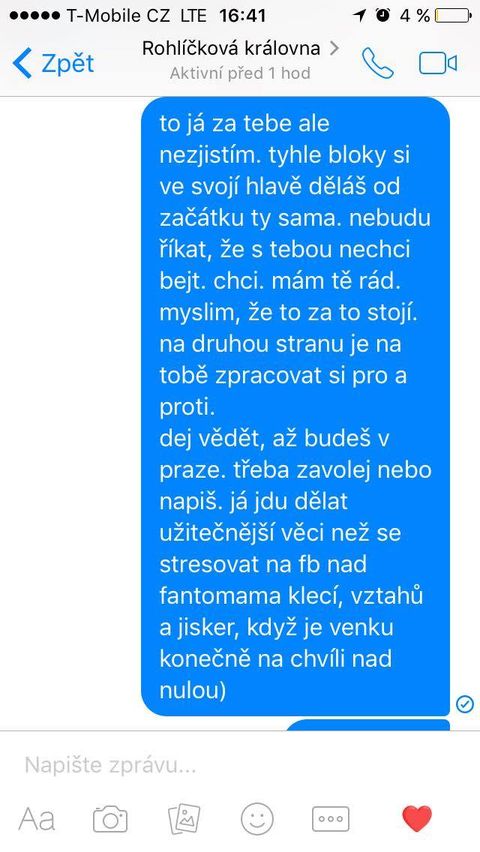 T-Mobile CZ LTE 16:41 4 %
Zpět
Rohlíčková královna >
Aktivní před 1 hod
to já za tebe ale
nezjistím. tyhle bloky si
ve svojí hlavě děláš od
začátku ty sama. nebudu
říkat, že s tebou nechci
bejt. chci. mám tě rád.
myslim, že to za to stojí.
na druhou stranu je na
tobě zpracovat si pro a
proti.
dej vědět, až budeš v
praze. třeba zavolej nebo
napiš. já jdu dělat
užitečnější věci než se
stresovat na fb nad
fantomama klecí, vztahů
a jisker, když je venku
konečně na chvíli nad
nulou)
Napište zprávu...
Aa